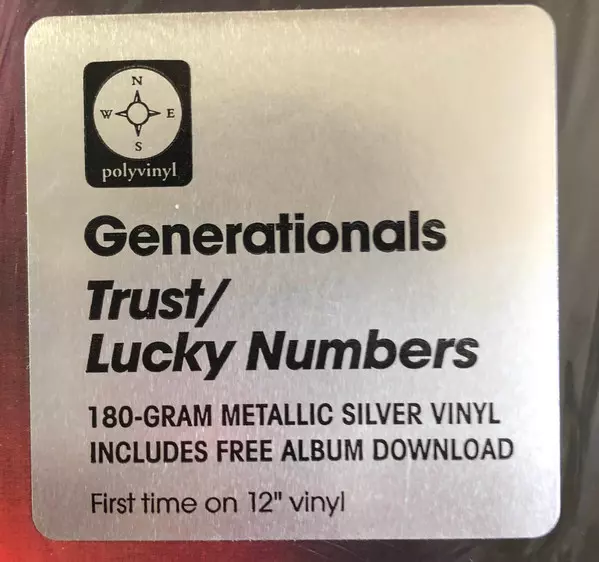 N
W E
S
polyvinyl
Generationals
Trust/
Lucky Numbers
180-GRAM METALLIC SILVER VINYL
INCLUDES FREE ALBUM DOWNLOAD
First time on 12" vinyl